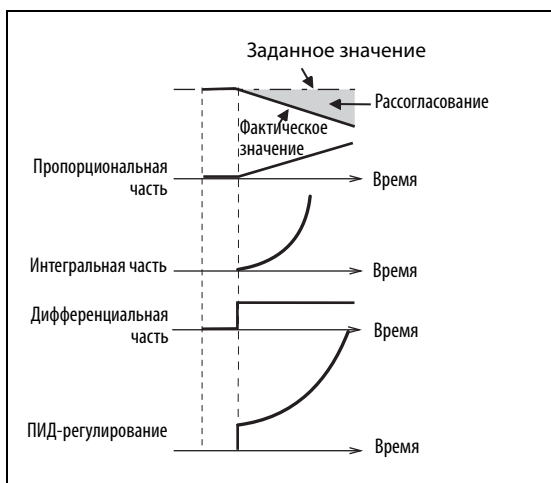 Заданное значение
Рассогласование
Фактическое
значение
Пропорциональная
часть
Время
Интегральная часть
Время
Дифференциальная
часть
Время
ПИД-регулирование
Время